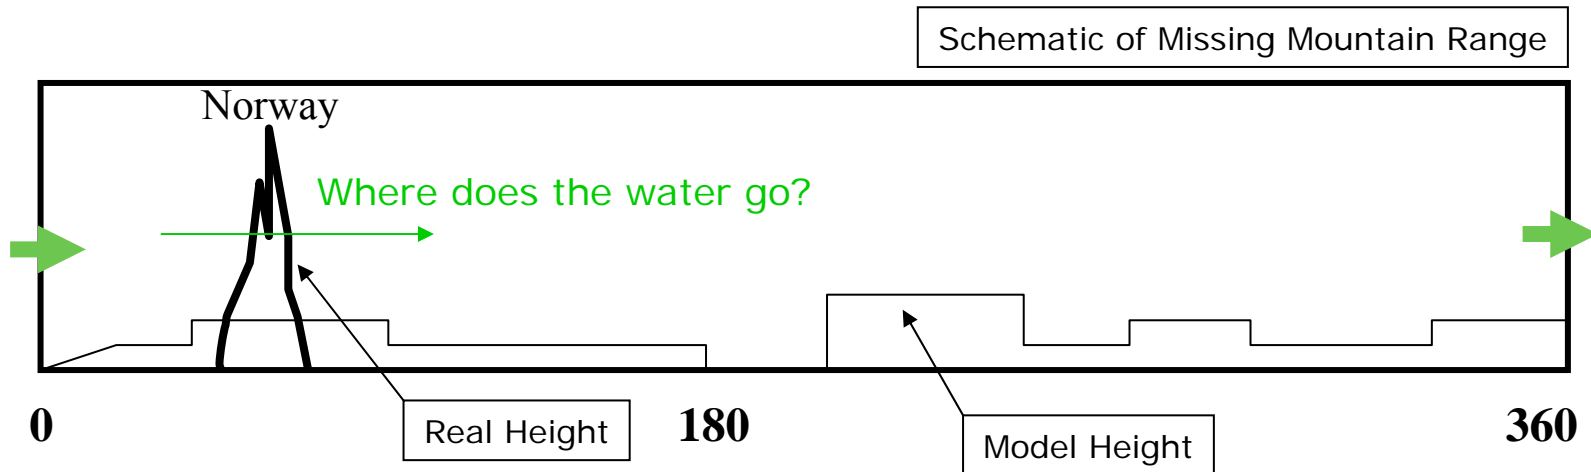 Schematic of Missing Mountain Range
Norway
Where does the water go?
0
Real Height
180
Model Height
360